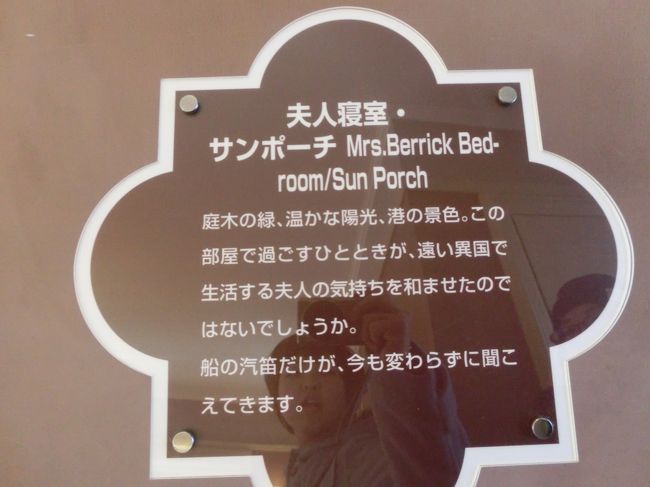 夫人寝室・
サンポーチ Mrs.Berrick Bed-
room/Sun Porch
庭木の緑、温かな陽光、港の景色。この
部屋で過ごすひとときが、遠い異国で
生活する夫人の気持ちを和ませたので
はないでしょうか。
船の汽笛だけが、今も変わらずに聞こ
えてきます。